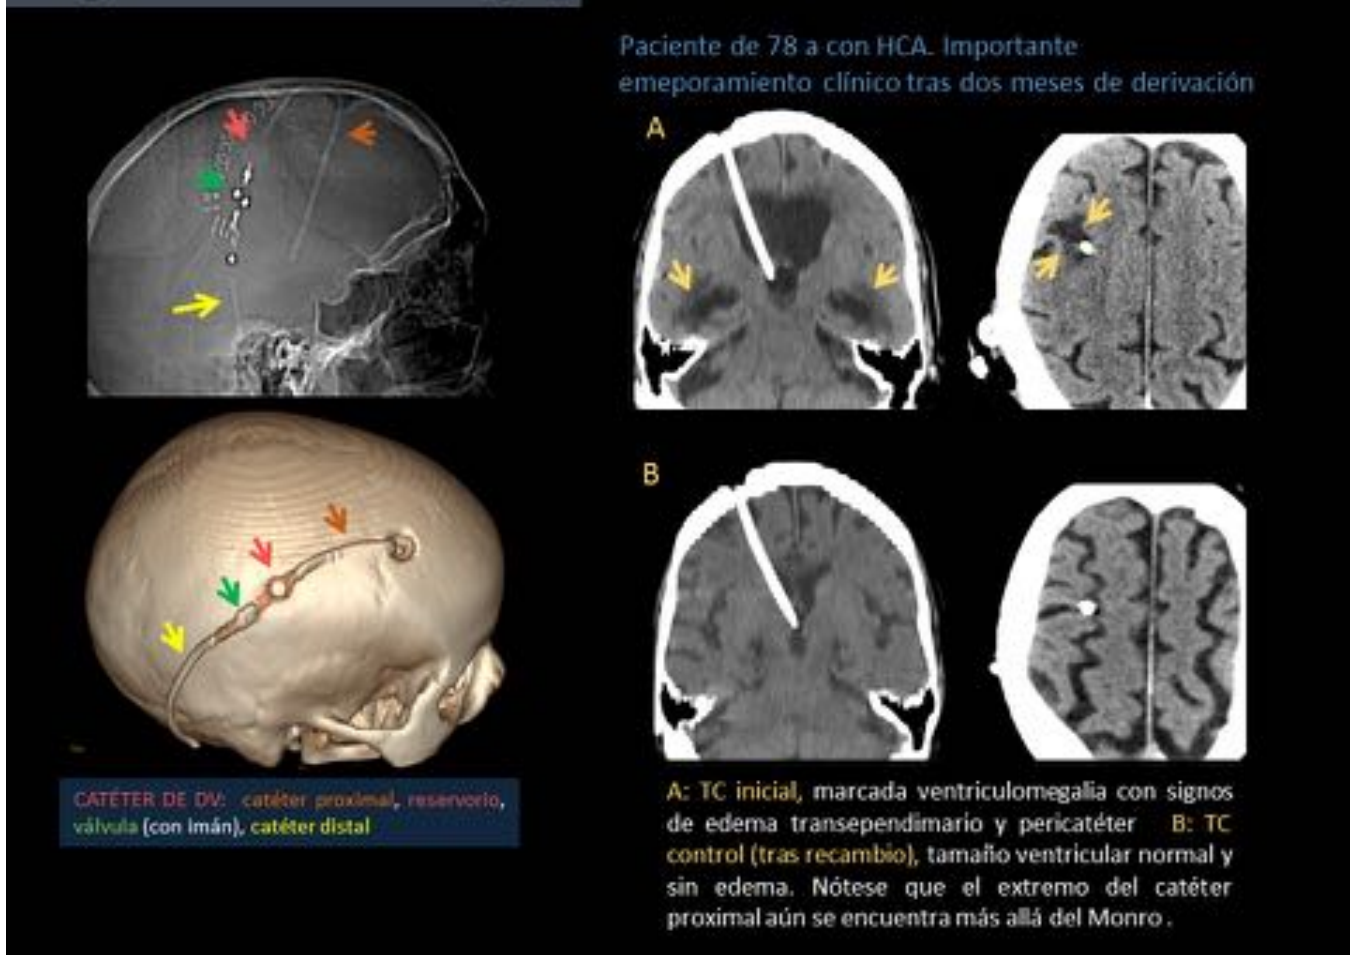 Paciente de 78 a con HCA. Importante
emeporamiento clínico tras dos meses de derivación
A
B
CATÉTER DE DV: catéter proximal, reservorio,
válvula (con imán), catéter distal
A: TC inicial, marcada ventriculomegalia con signos
de edema transependimario y pericatéter B: TC
control (tras recambio), tamaño ventricular normal y
sin edema. Nótese que el extremo del catéter
proximal aún se encuentra más allá del Monro .